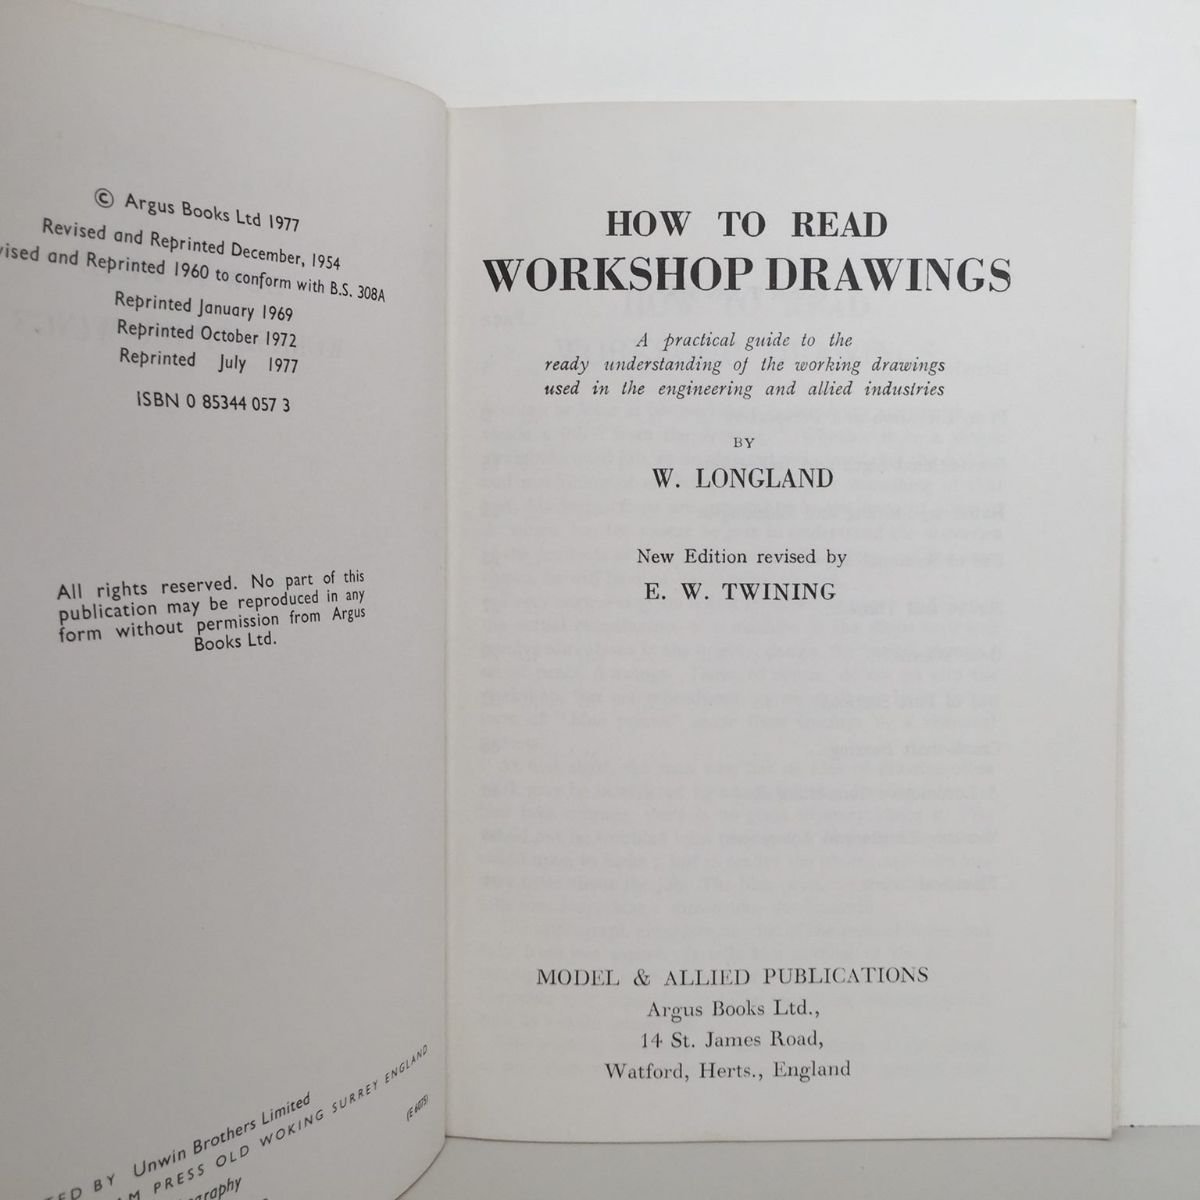 © Argus Books Ltd 1977
Revised and Reprinted December, 1954
vised and Reprinted 1960 to conform with B.S. 308A
Reprinted January 1969
Reprinted October 1972
Reprinted July 1977
ISBN 0 85344 057 3
All rights reserved. No part of this
publication may be reproduced in any
form without permission from Argus
Books Ltd.
TED BY Unwin Brothers Limited
AM PRESS OLD WOKING SURREY ENGLAND
(E6075)
ography
HOW TO READ
WORKSHOP DRAWINGS
A practical guide to the
ready understanding of the working drawings
used in the engineering and allied industries
BY
W. LONGLAND
New Edition revised by
E. W. TWINING
MODEL & ALLIED PUBLICATIONS
Argus Books Ltd.,
14 St. James Road,
Watford, Herts., England